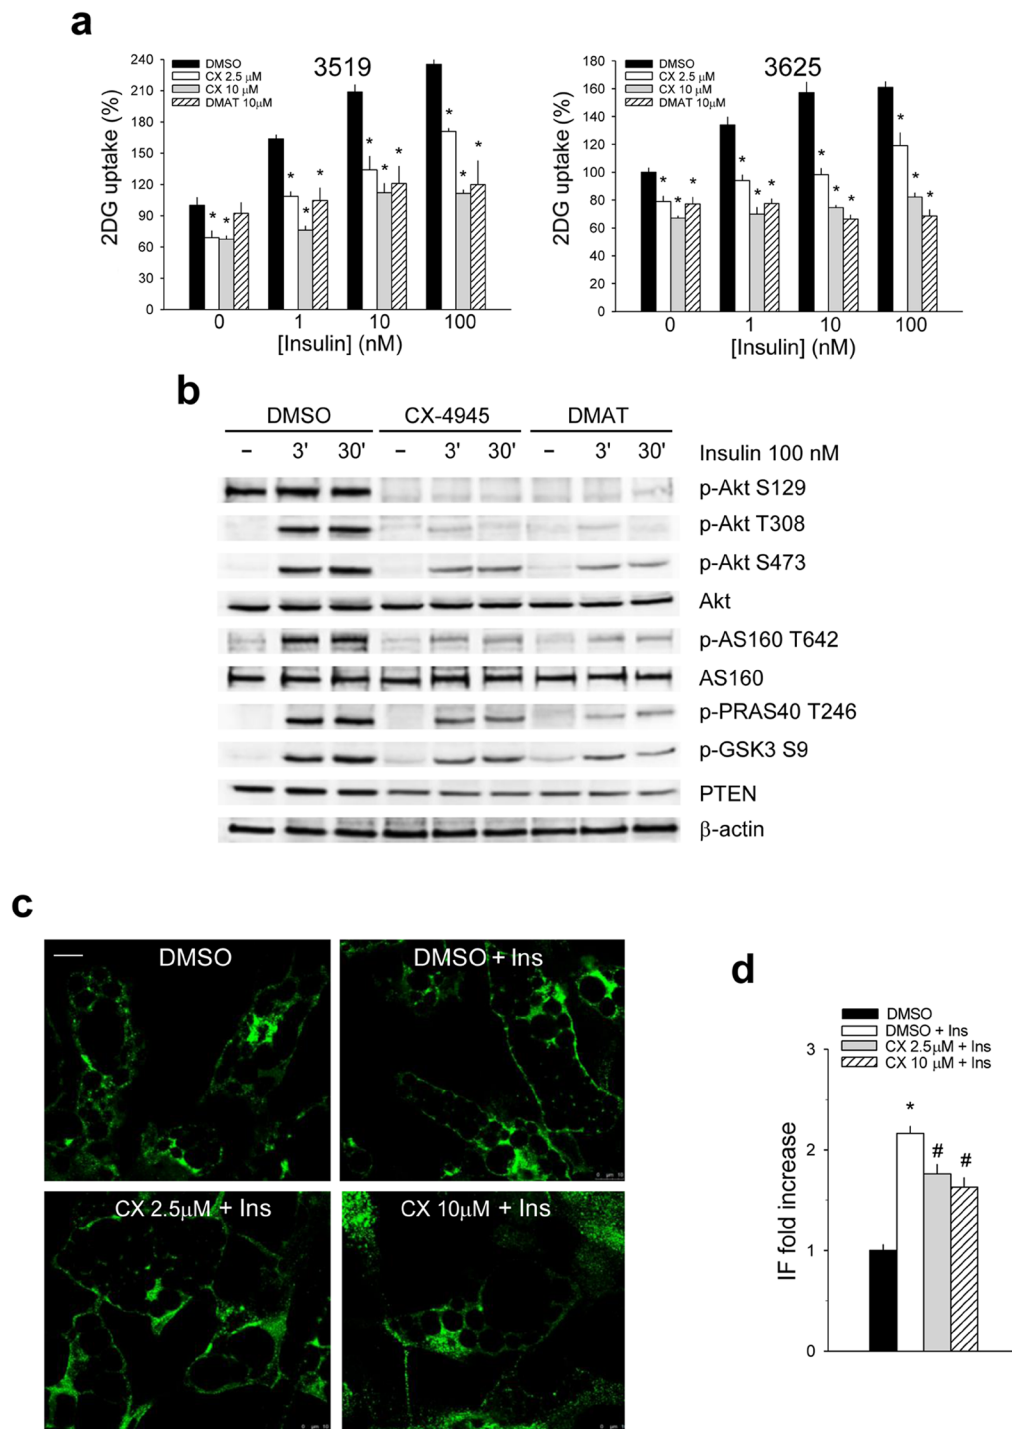 a
DMSO
CX 2.5 μM
CX 10 μM
DMAT 10μM
3519
2DG uptake (%)
240
210
180
150
120
90
60
30
0
* * * * * * * * * * *
0 1 10 100
[Insulin] (nM)
DMSO
CX 2.5 μM
CX 10 μM
DMAT 10μM
3625
2DG uptake (%)
180
160
140
120
100
80
60
40
20
0
* * * * * * * * * * * *
0 1 10 100
[Insulin] (nM)
b
DMSO CX-4945 DMAT
– 3' 30' – 3' 30' – 3' 30' Insulin 100 nM
p-Akt S129
p-Akt T308
p-Akt S473
Akt
p-AS160 T642
AS160
p-PRAS40 T246
p-GSK3 S9
PTEN
β-actin
c
DMSO
DMSO + Ins
CX 2.5μM + Ins
CX 10μM + Ins
d
DMSO
DMSO + Ins
CX 2.5μM + Ins
CX 10 μM + Ins
IF fold increase
3
2
1
0
* # #